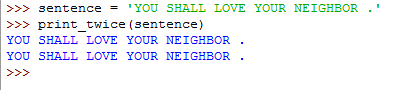 >>> sentence = 'YOU SHALL LOVE YOUR NEIGHBOR .'
>>> print_twice(sentence)
YOU SHALL LOVE YOUR NEIGHBOR .
YOU SHALL LOVE YOUR NEIGHBOR .
>>>